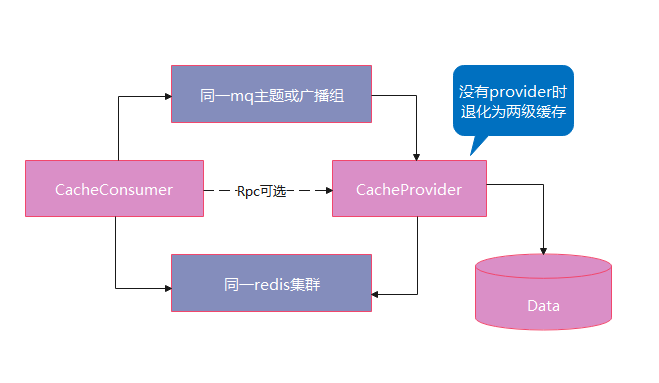 同一mq主题或广播组
没有provider时
退化为两级缓存
CacheConsumer
Rpc可选
CacheProvider
同一redis集群
Data